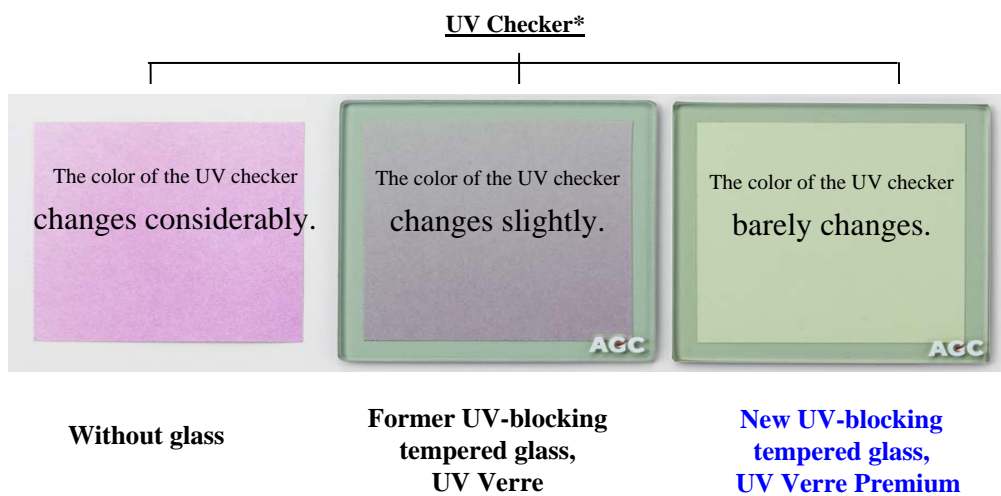 UV Checker*
The color of the UV checker
changes considerably.
The color of the UV checker
changes slightly.
AGC
The color of the UV checker
barely changes.
AGC
Without glass
Former UV-blocking
tempered glass,
UV Verre
New UV-blocking
tempered glass,
UV Verre Premium